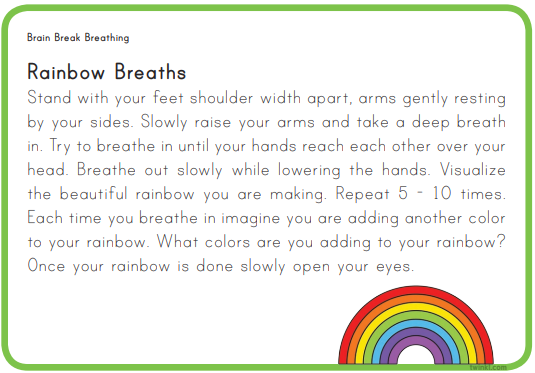 Brain Break Breathing
Rainbow Breaths
Stand with your feet shoulder width apart, arms gently resting
by your sides. Slowly raise your arms and take a deep breath
in. Try to breathe in until your hands reach each other over your
head. Breathe out slowly while lowering the hands. Visualize
the beautiful rainbow you are making. Repeat 5 - 10 times.
Each time you breathe in imagine you are adding another color
to your rainbow. What colors are you adding to your rainbow?
Once your rainbow is done slowly open your eyes.
twinkl.com